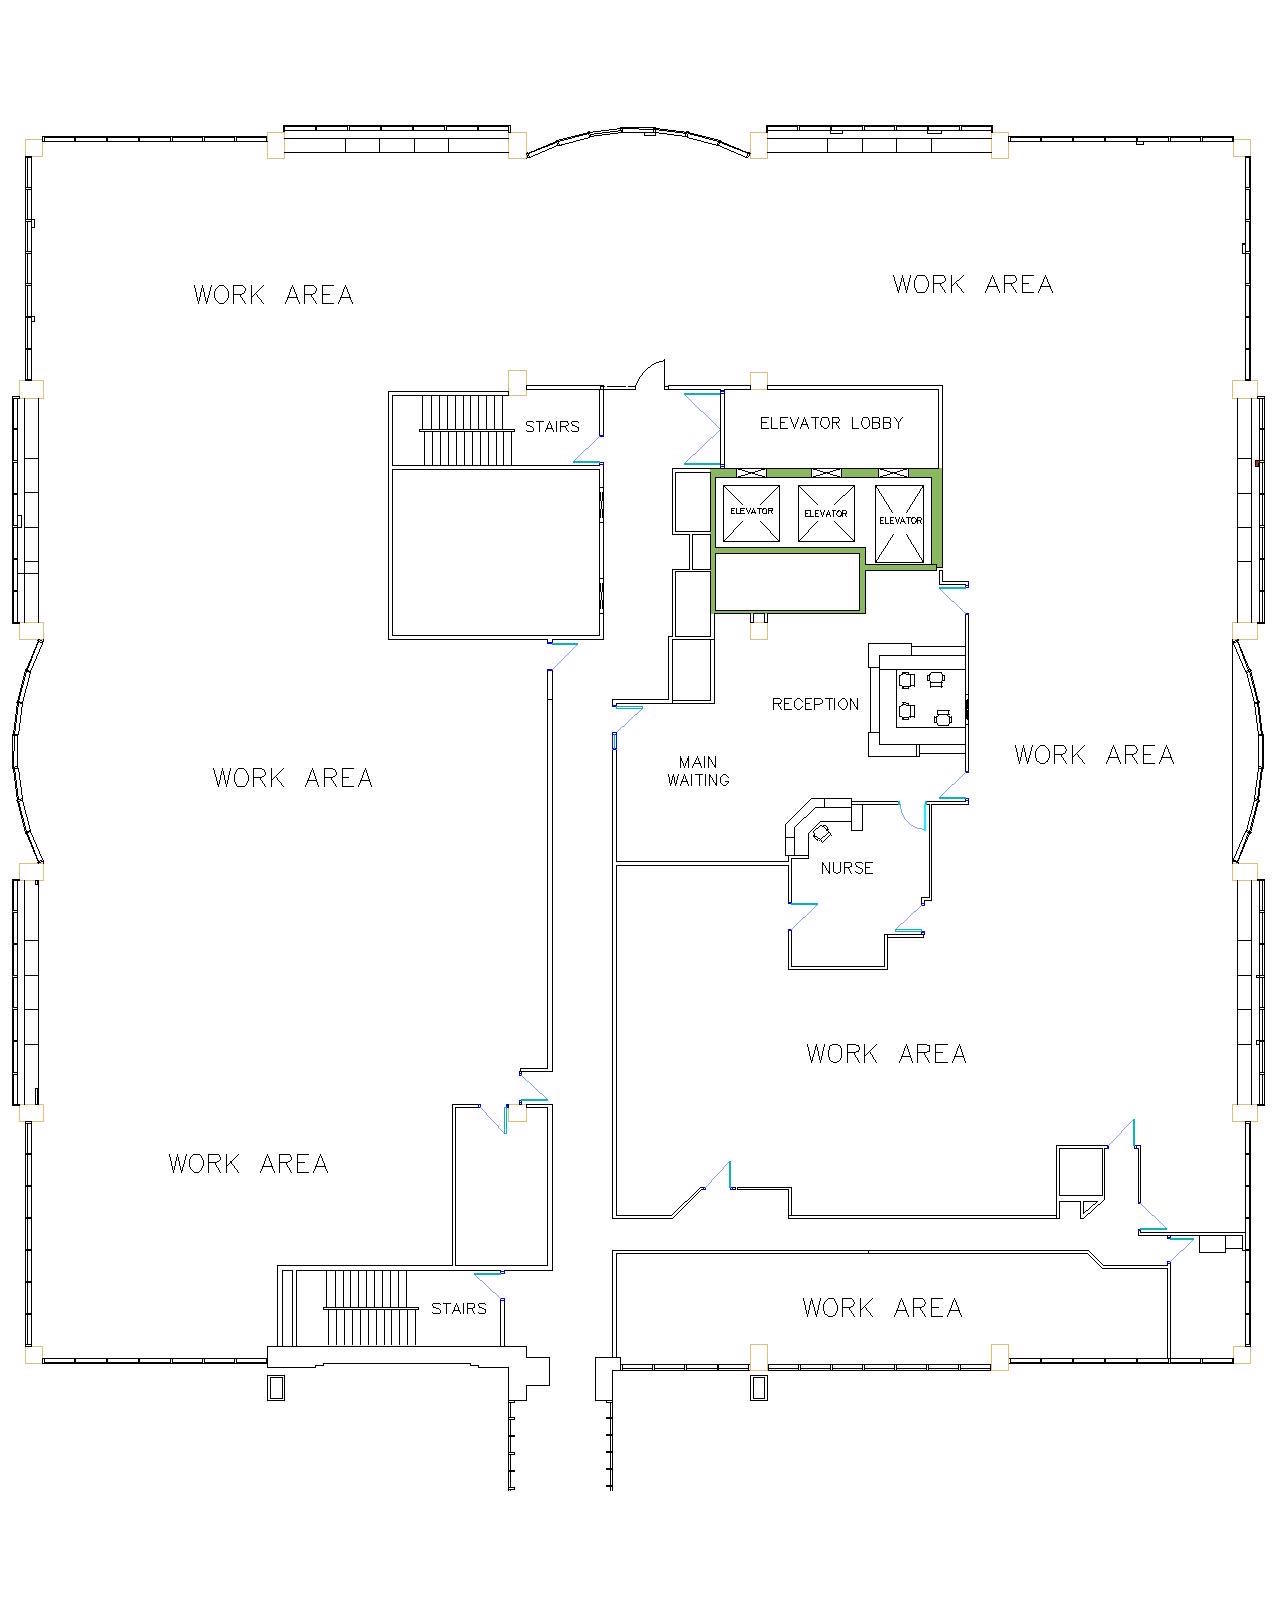 WORK AREA
WORK AREA
STAIRS
ELEVATOR LOBBY
ELEVATOR
ELEVATOR
ELEVATOR
RECEPTION
MAIN
WAITING
WORK AREA
WORK AREA
NURSE
WORK AREA
WORK AREA
STAIRS
WORK AREA